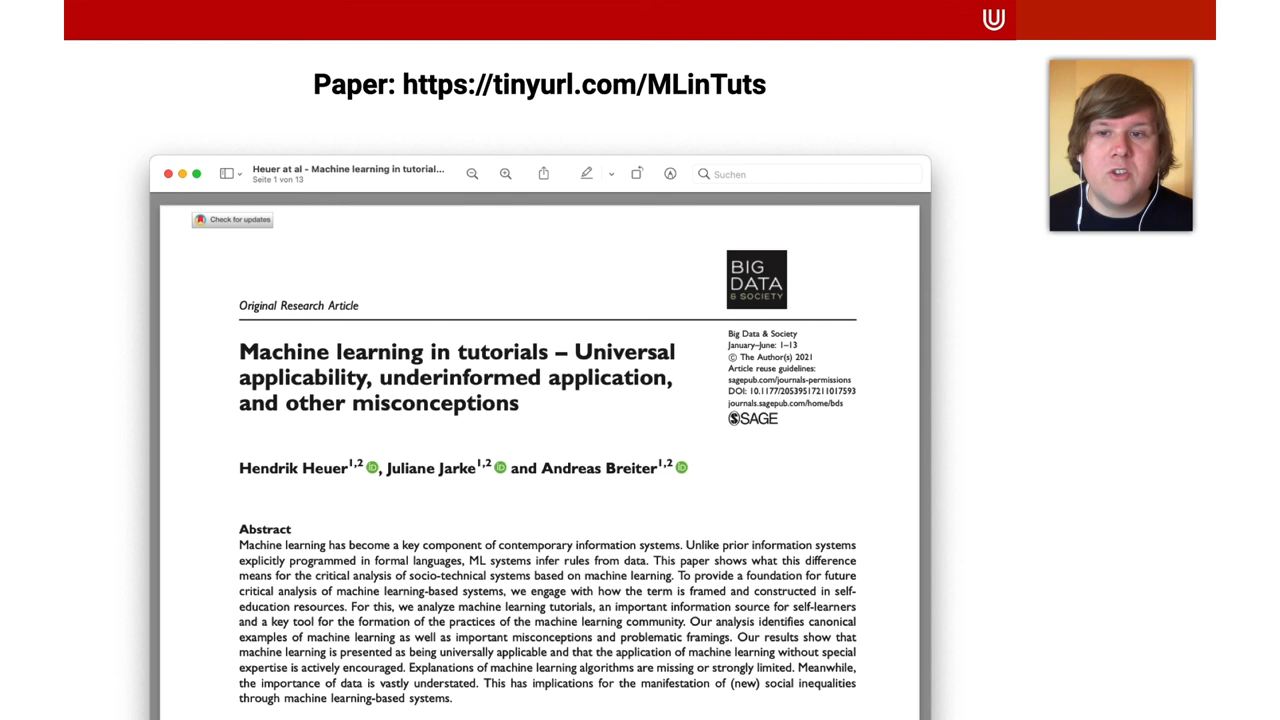 Paper: https://tinyurl.com/MLinTuts
Heuer at al - Machine learning in tutorial...
Seite 1 von 13
Suchen
Check for updates
BIG
DATA
& SOCIETY
Original Research Article
Big Data & Society
January–June: 1–13
© The Author(s) 2021
Article reuse guidelines:
sagepub.com/journals-permissions
DOI: 10.1177/20539517211017593
journals.sagepub.com/home/bds
SAGE
Machine learning in tutorials – Universal
applicability, underinformed application,
and other misconceptions
Hendrik Heuer1,2 iD, Juliane Jarke1,2 iD and Andreas Breiter1,2 iD
Abstract
Machine learning has become a key component of contemporary information systems. Unlike prior information systems
explicitly programmed in formal languages, ML systems infer rules from data. This paper shows what this difference
means for the critical analysis of socio-technical systems based on machine learning. To provide a foundation for future
critical analysis of machine learning-based systems, we engage with how the term is framed and constructed in self-
education resources. For this, we analyze machine learning tutorials, an important information source for self-learners
and a key tool for the formation of the practices of the machine learning community. Our analysis identifies canonical
examples of machine learning as well as important misconceptions and problematic framings. Our results show that
machine learning is presented as being universally applicable and that the application of machine learning without special
expertise is actively encouraged. Explanations of machine learning algorithms are missing or strongly limited. Meanwhile,
the importance of data is vastly understated. This has implications for the manifestation of (new) social inequalities
through machine learning-based systems.